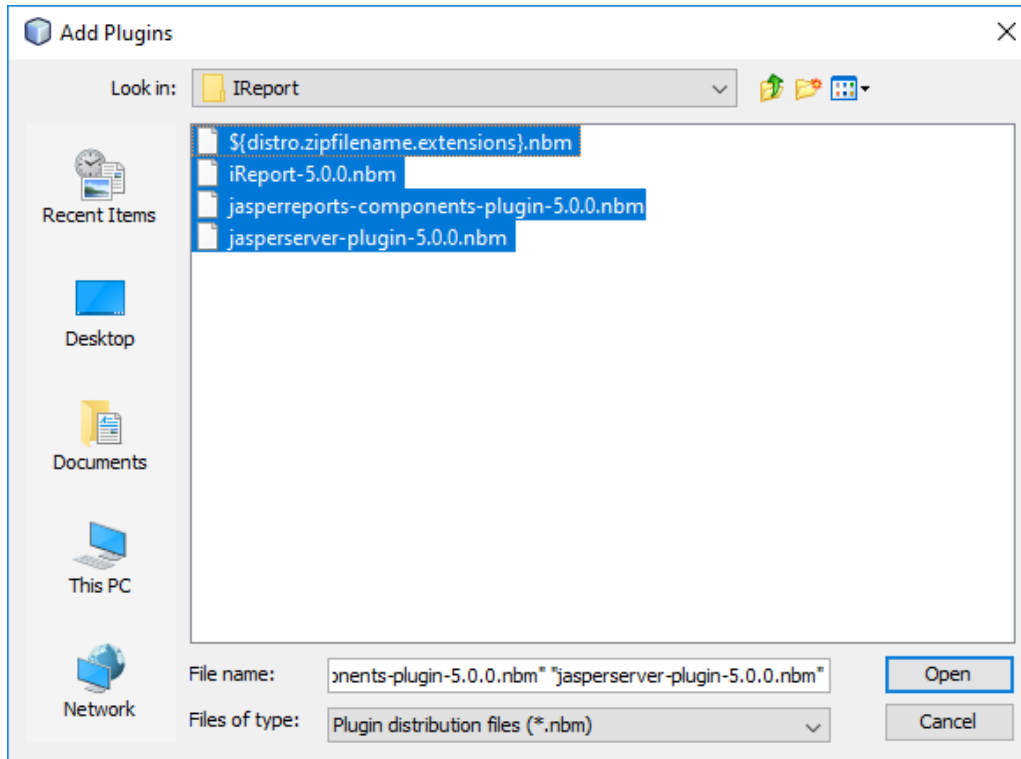 Add Plugins
Look in: IReport
${distro.zipfilename.extensions}.nbm
iReport-5.0.0.nbm
jasperreports-components-plugin-5.0.0.nbm
jasperserver-plugin-5.0.0.nbm
Recent Items
Desktop
Documents
This PC
Network
File name: onents-plugin-5.0.0.nbm" "jasperserver-plugin-5.0.0.nbm" Open
Files of type: Plugin distribution files (*.nbm) Cancel